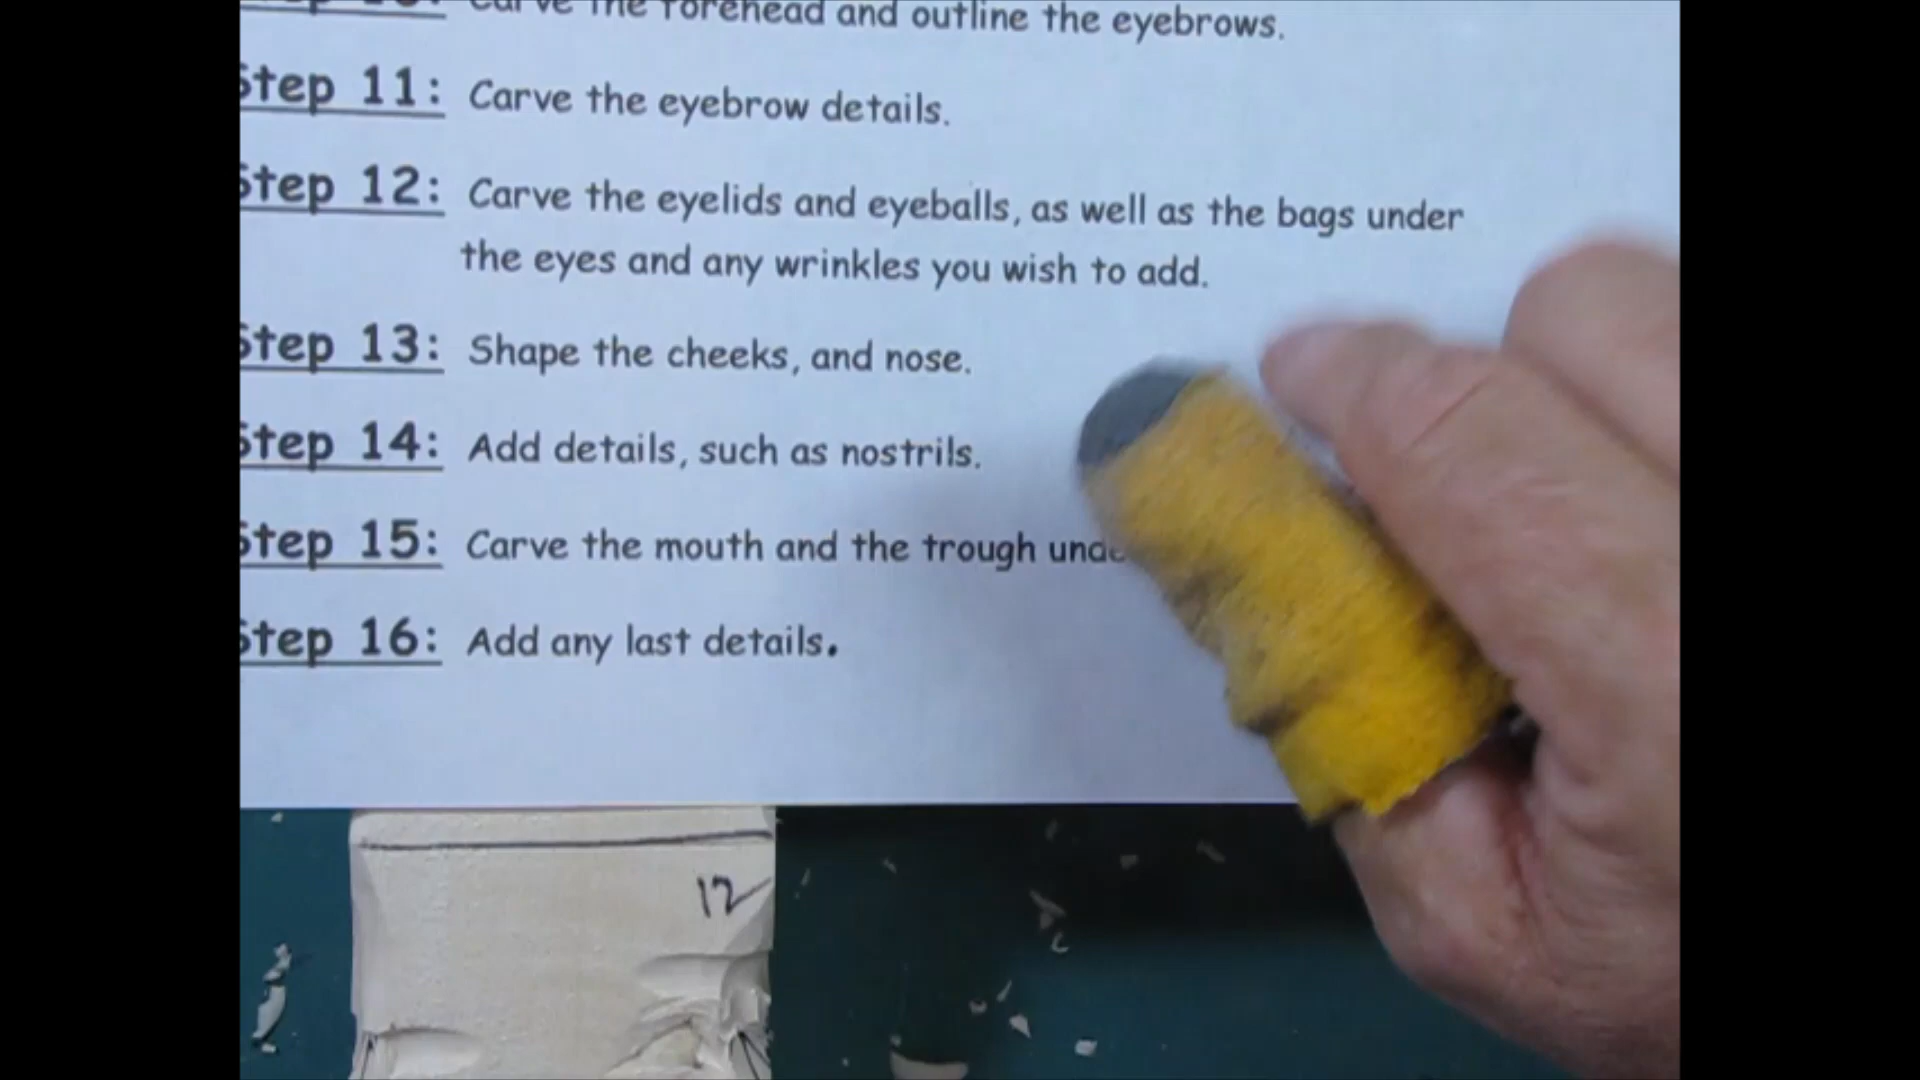 Carve the forehead and outline the eyebrows.
Step 11: Carve the eyebrow details.
Step 12: Carve the eyelids and eyeballs, as well as the bags under
the eyes and any wrinkles you wish to add.
Step 13: Shape the cheeks, and nose.
Step 14: Add details, such as nostrils.
Step 15: Carve the mouth and the trough
Step 16: Add any last details.
12